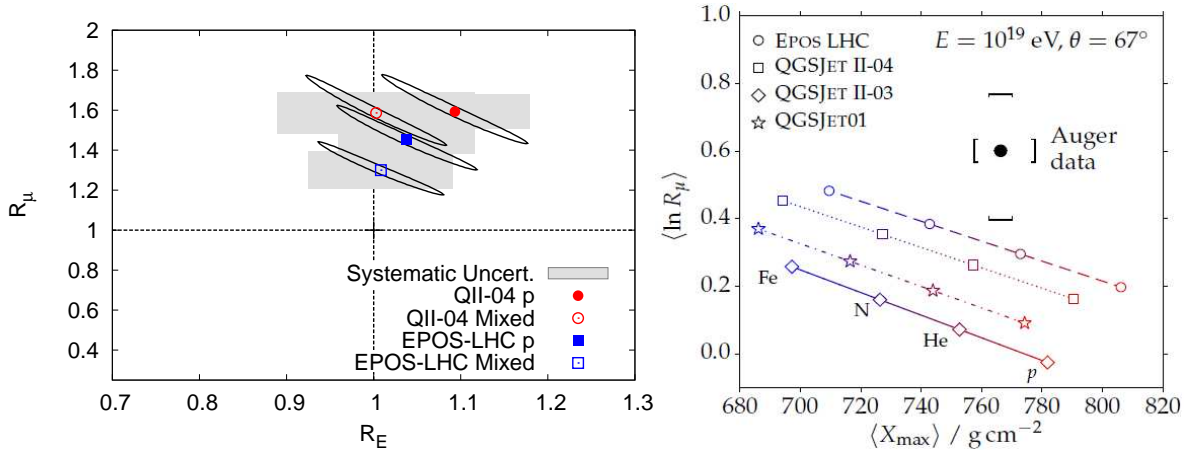 2
1.8
1.6
1.4
1.2
1
0.8
0.6
0.4
R_μ
Systematic Uncert.
QII-04 p
QII-04 Mixed
EPOS-LHC p
EPOS-LHC Mixed
0.7 0.8 0.9 1 1.1 1.2 1.3
R_E
1.0
0.8
0.6
0.4
0.2
0.0
⟨ln R_μ⟩
EPOS LHC
QGSJET II-04
QGSJET II-03
QGSJET01
E = 10^19 eV, θ = 67°
Auger
data
Fe
N
He
p
680 700 720 740 760 780 800 820
⟨X_max⟩ / g cm^−2